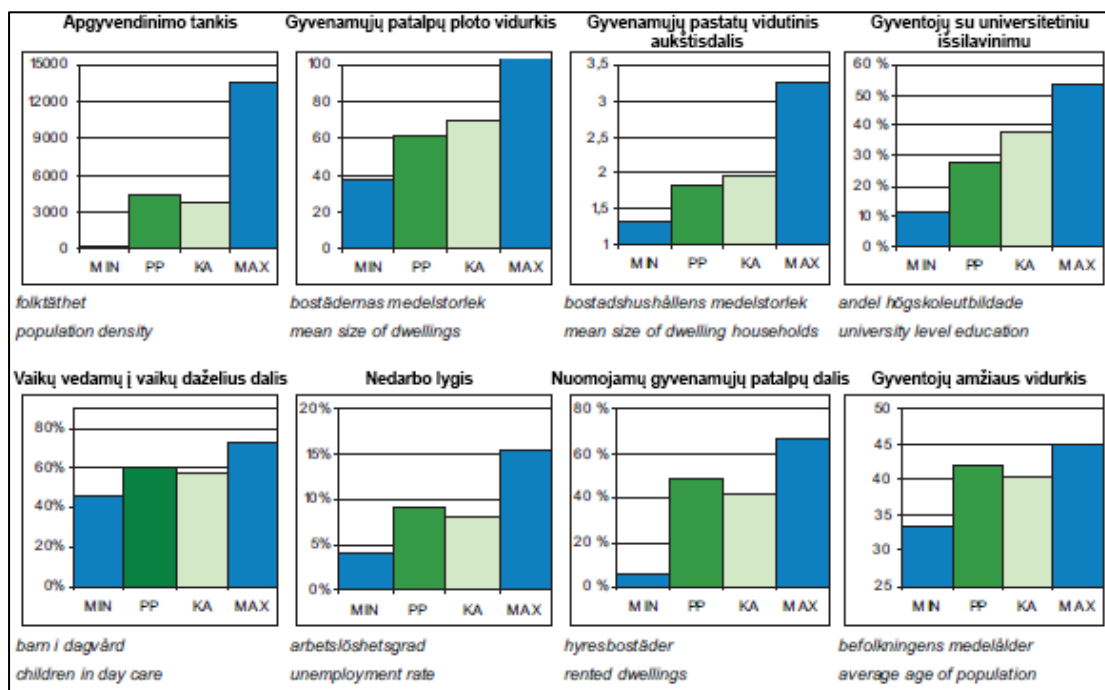 Apgyvendinimo tankis
15000
12000
9000
6000
3000
0
MIN PP KA MAX
folktäthet
population density
Gyvenamųjų patalpų ploto vidurkis
100
80
60
40
20
0
MIN PP KA MAX
bostädernas medelstorlek
mean size of dwellings
Gyvenamųjų pastatų vidutinis
aukštisdalis
3,5
3
2,5
2
1,5
1
MIN PP KA MAX
bostadshushållens medelstorlek
mean size of dwelling households
Gyventojų su universitetiniu
išsilavinimu
60 %
50 %
40 %
30 %
20 %
10 %
0 %
MIN PP KA MAX
andel högskoleutbildade
university level education
Vaikų vedamų į vaikų daželius dalis
80%
60%
40%
20%
0%
MIN PP KA MAX
barn i dagvård
children in day care
Nedarbo lygis
20%
15%
10%
5%
0%
MIN PP KA MAX
arbetslöshetsgrad
unemployment rate
Nuomojamų gyvenamųjų patalpų dalis
80 %
60 %
40 %
20 %
0 %
MIN PP KA MAX
hyresbostäder
rented dwellings
Gyventojų amžiaus vidurkis
50
45
40
35
30
25
MIN PP KA MAX
befolkningens medelålder
average age of population